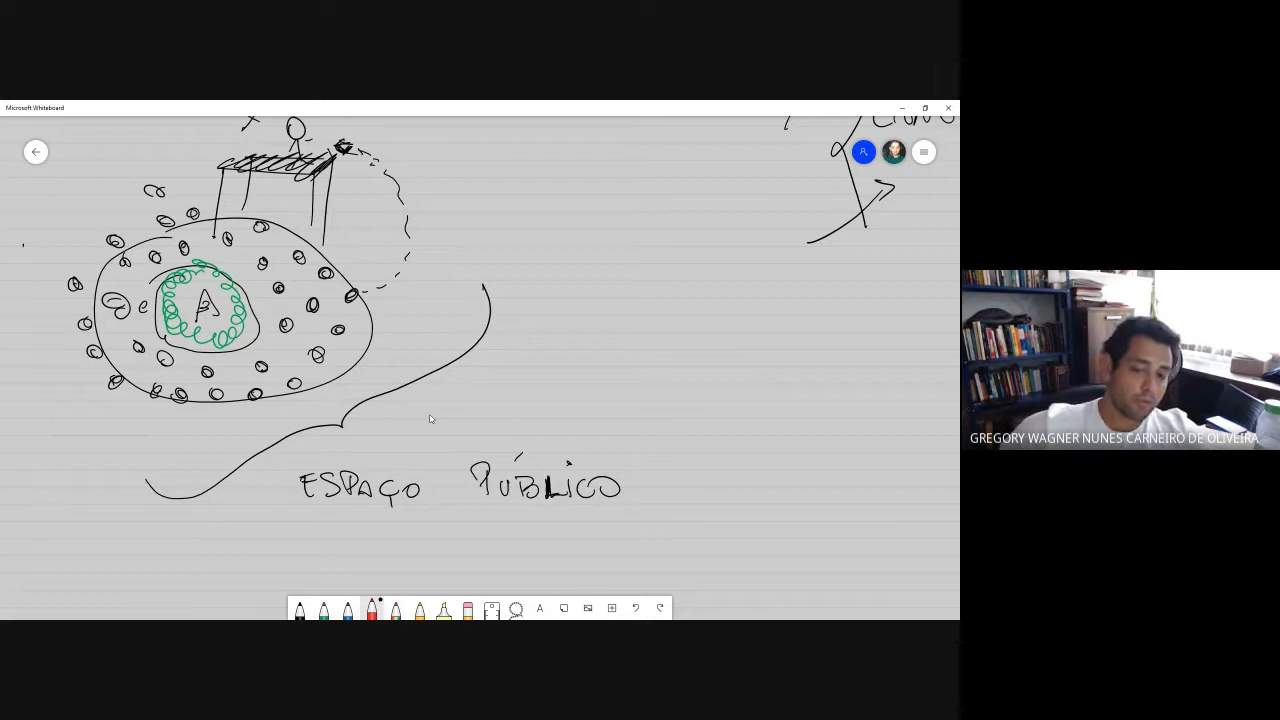 Microsoft Whiteboard
A
e
ESPAÇO PÚBLICO
A
GREGORY WAGNER NUNES CARNEIRO DE OLIVEIRA